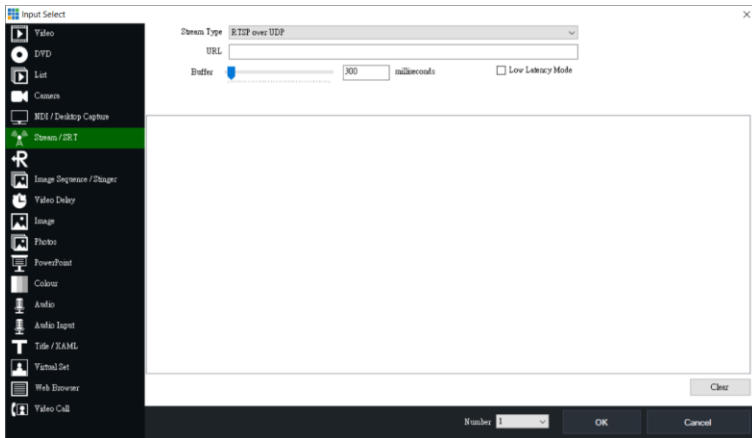 Input Select
Video
DVD
List
Camera
NDI / Desktop Capture
Stream / SRT
Image Sequence / Stinger
Video Delay
Image
Photos
PowerPoint
Colour
Audio
Audio Input
Title / XAML
Virtual Set
Web Browser
Video Call
Stream Type RTSP over UDP
URL
Buffer 300 milliseconds Low Latency Mode
Clear
Number 1 OK Cancel